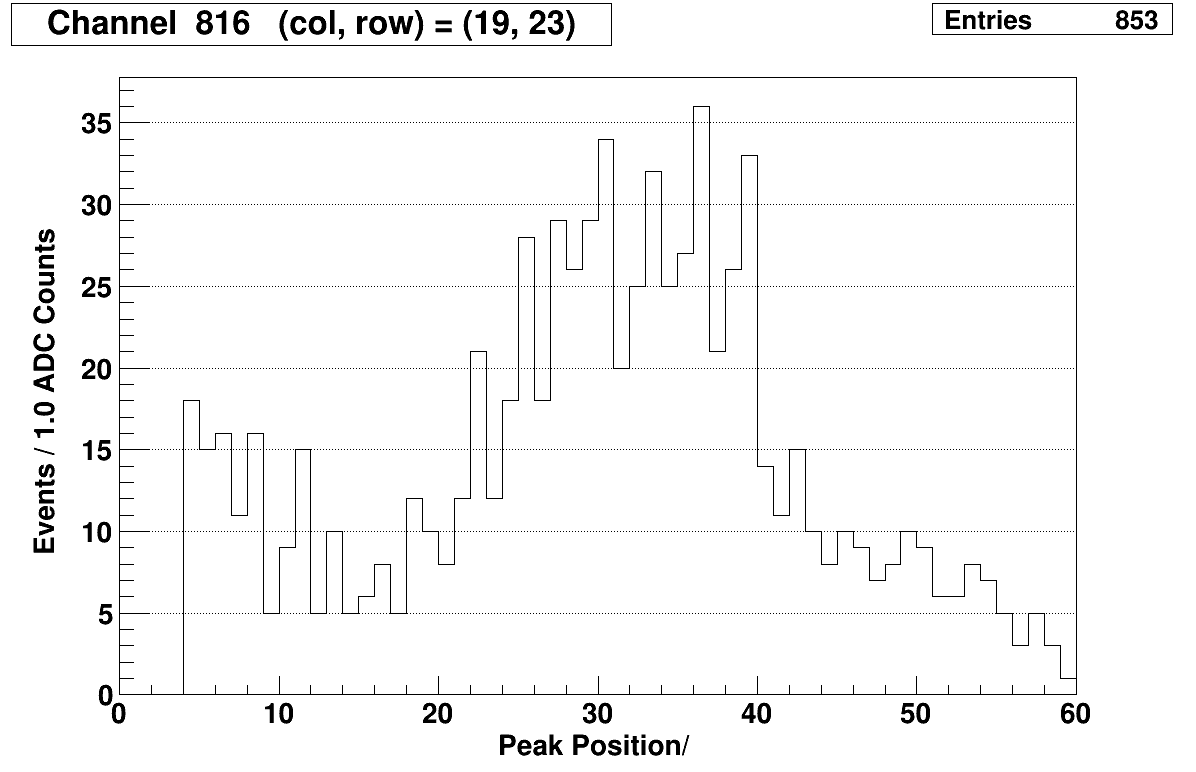 Channel 816 (col, row) = (19, 23)
Entries 853
Events / 1.0 ADC Counts
35
30
25
20
15
10
5
0
0 10 20 30 40 50 60
Peak Position/